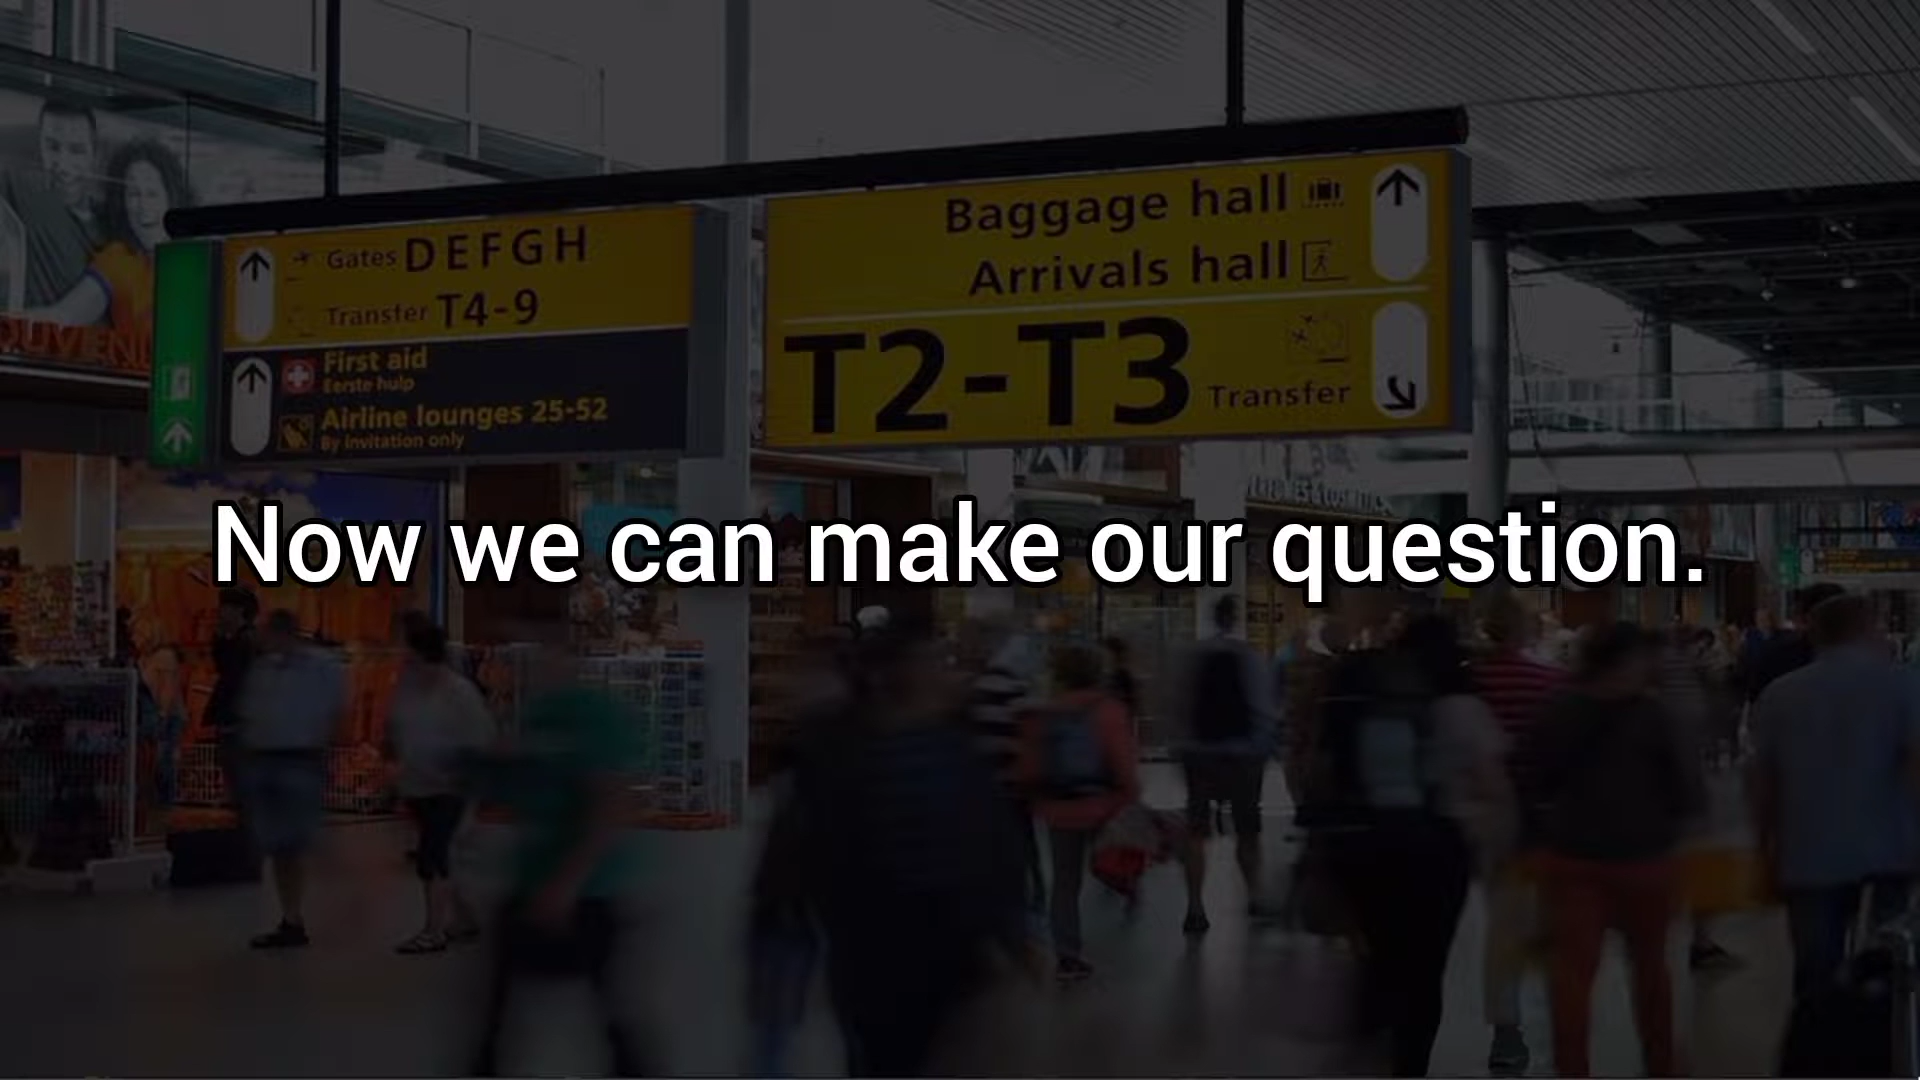 Gates D E F G H
Transfer T4-9
First aid
Eerste hulp
Airline lounges 25-52
By invitation only
Baggage hall
Arrivals hall
T2-T3 Transfer
Now we can make our question.